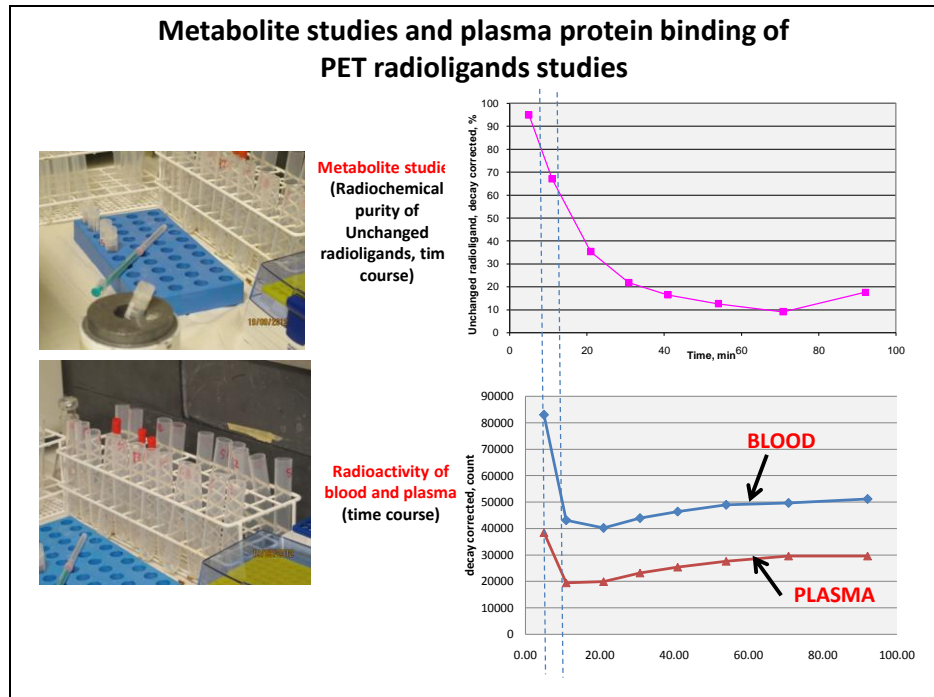 Metabolite studies and plasma protein binding of
PET radioligands studies
Metabolite studie
(Radiochemical
purity of
Unchanged
radioligands, tim
course)
Unchanged radioligand, decay corrected, %
100
90
80
70
60
50
40
30
20
10
0
0
20
40
60
80
100
Time, min
Radioactivity of
blood and plasma
(time course)
decay corrected, count
90000
80000
70000
60000
50000
40000
30000
20000
10000
0
BLOOD
PLASMA
0.00
20.00
40.00
60.00
80.00
100.00